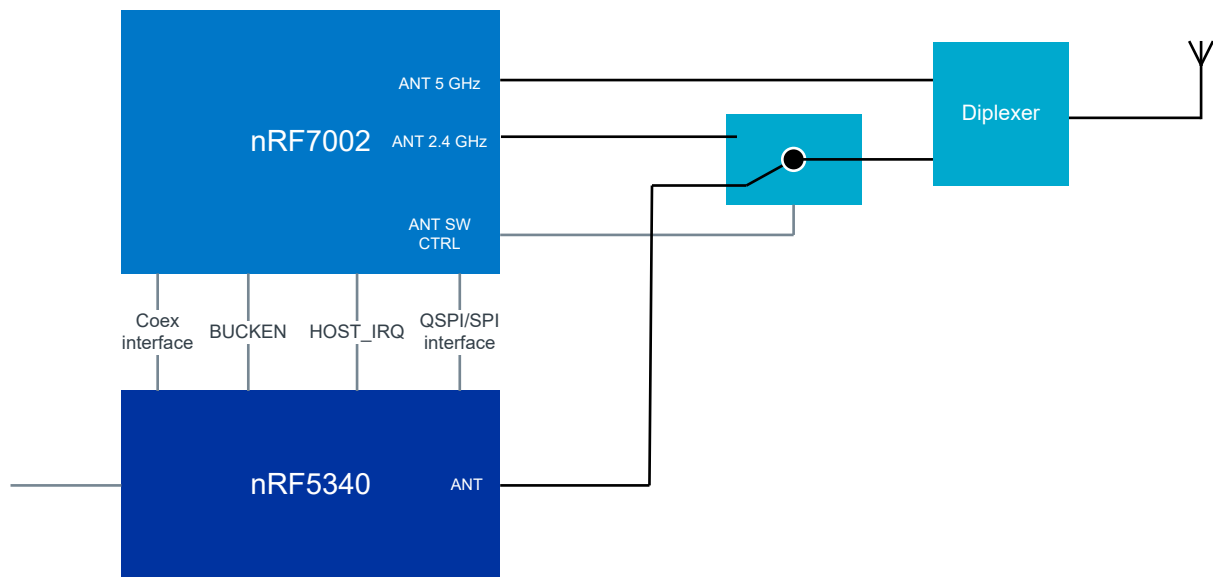 ANT 5 GHz
nRF7002
ANT 2.4 GHz
ANT SW
CTRL
Diplexer
Coex
interface
BUCKEN
HOST_IRQ
QSPI/SPI
interface
nRF5340
ANT